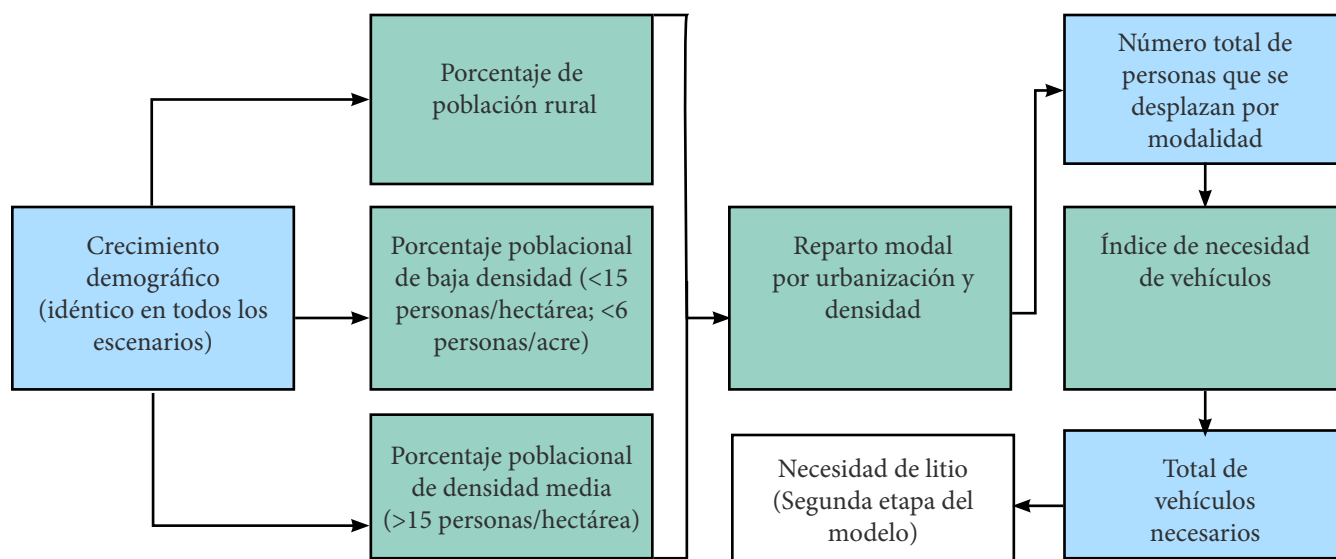 Porcentaje de
población rural
Número total de
personas que se
desplazan por
modalidad
Crecimiento
demográfico
(idéntico en todos los
escenarios)
Porcentaje poblacional
de baja densidad (<15
personas/hectárea; <6
personas/acre)
Reparto modal
por urbanización y
densidad
Índice de necesidad
de vehículos
Porcentaje poblacional
de densidad media
(>15 personas/hectárea)
Necesidad de litio
(Segunda etapa del
modelo)
Total de
vehículos
necesarios